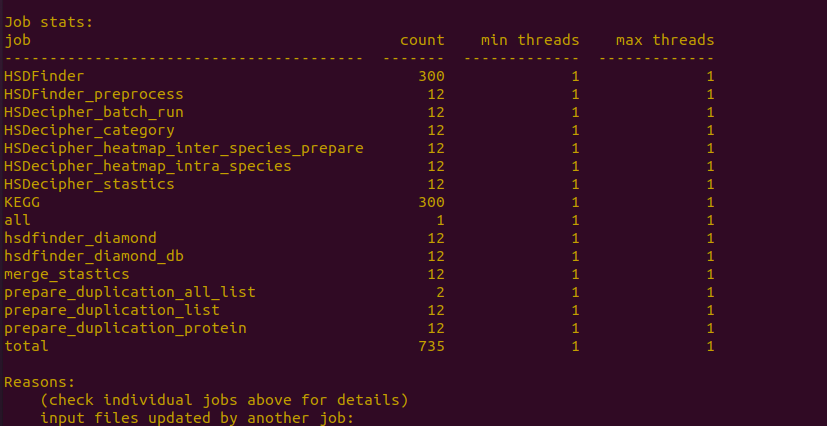 Job stats:
job                                       count    min threads    max threads
----------------------------------------  -------  -------------  -------------
HSDFinder                                   300              1              1
HSDFinder_preprocess                         12              1              1
HSDecipher_batch_run                         12              1              1
HSDecipher_category                          12              1              1
HSDecipher_heatmap_inter_species_prepare     12              1              1
HSDecipher_heatmap_intra_species             12              1              1
HSDecipher_stastics                          12              1              1
KEGG                                        300              1              1
all                                           1              1              1
hsdfinder_diamond                            12              1              1
hsdfinder_diamond_db                         12              1              1
merge_stastics                               12              1              1
prepare_duplication_all_list                  2              1              1
prepare_duplication_list                     12              1              1
prepare_duplication_protein                  12              1              1
total                                       735              1              1
Reasons:
    (check individual jobs above for details)
    input files updated by another job: